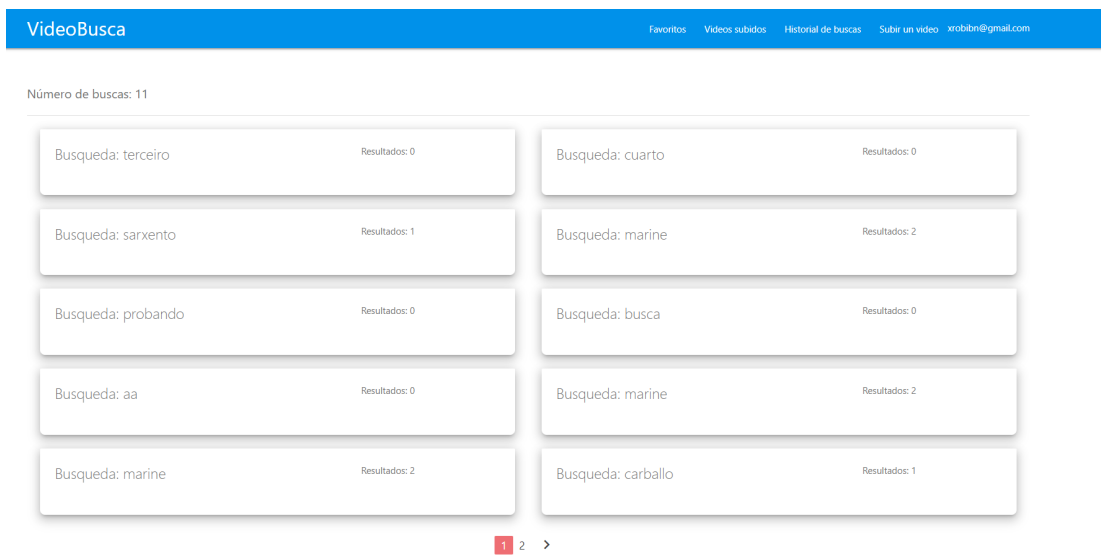 VideoBusca
Favoritos Videos subidos Historial de buscas Subir un video xrobibn@gmail.com
Número de buscas: 11
Busqueda: terceiro Resultados: 0
Busqueda: cuarto Resultados: 0
Busqueda: sarxento Resultados: 1
Busqueda: marine Resultados: 2
Busqueda: probando Resultados: 0
Busqueda: busca Resultados: 0
Busqueda: aa Resultados: 0
Busqueda: marine Resultados: 2
Busqueda: marine Resultados: 2
Busqueda: carballo Resultados: 1
1 2